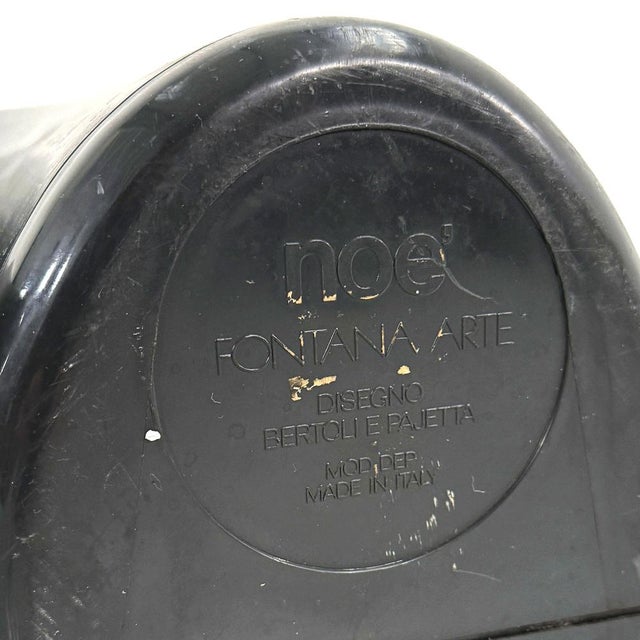 noe'
FONTANA ARTE
DISEGNO
BERTOLI E PAJETTA
MOD. DEP.
MADE IN ITALY